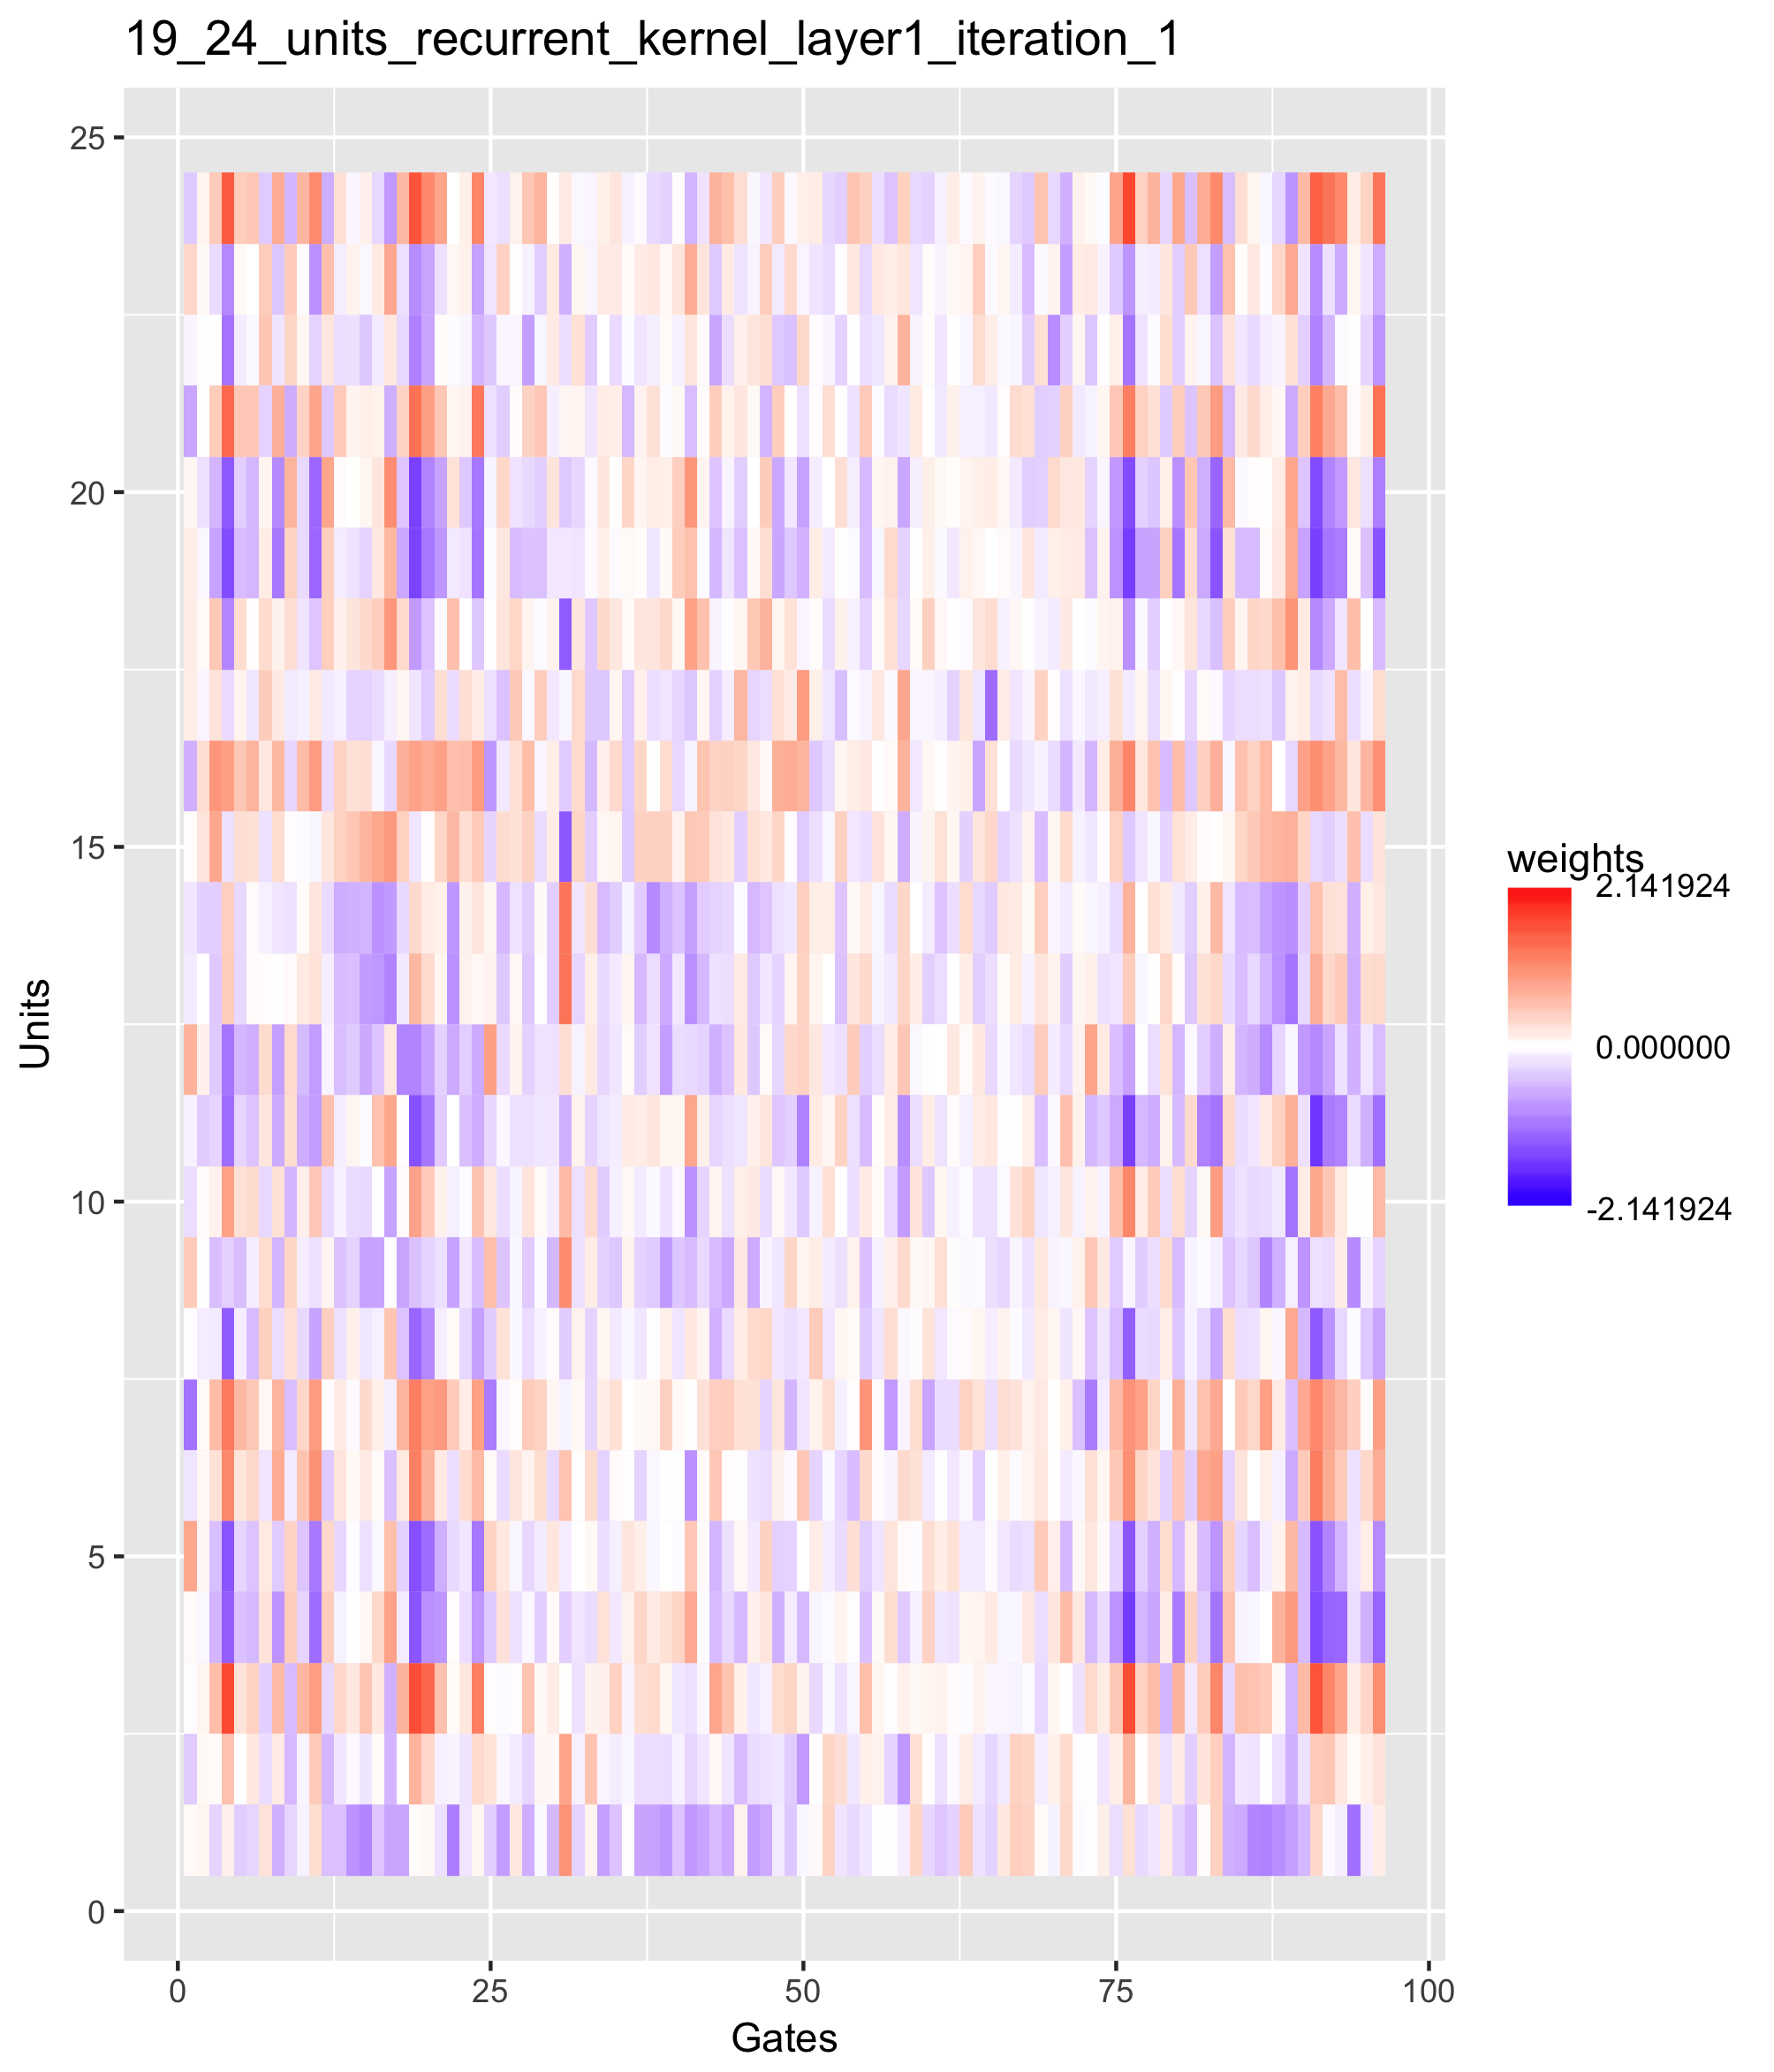 19_24_units_recurrent_kernel_layer1_iteration_1
25
20
15
10
5
0
Units
0 25 50 75 100
Gates
weights
2.141924
0.000000
-2.141924